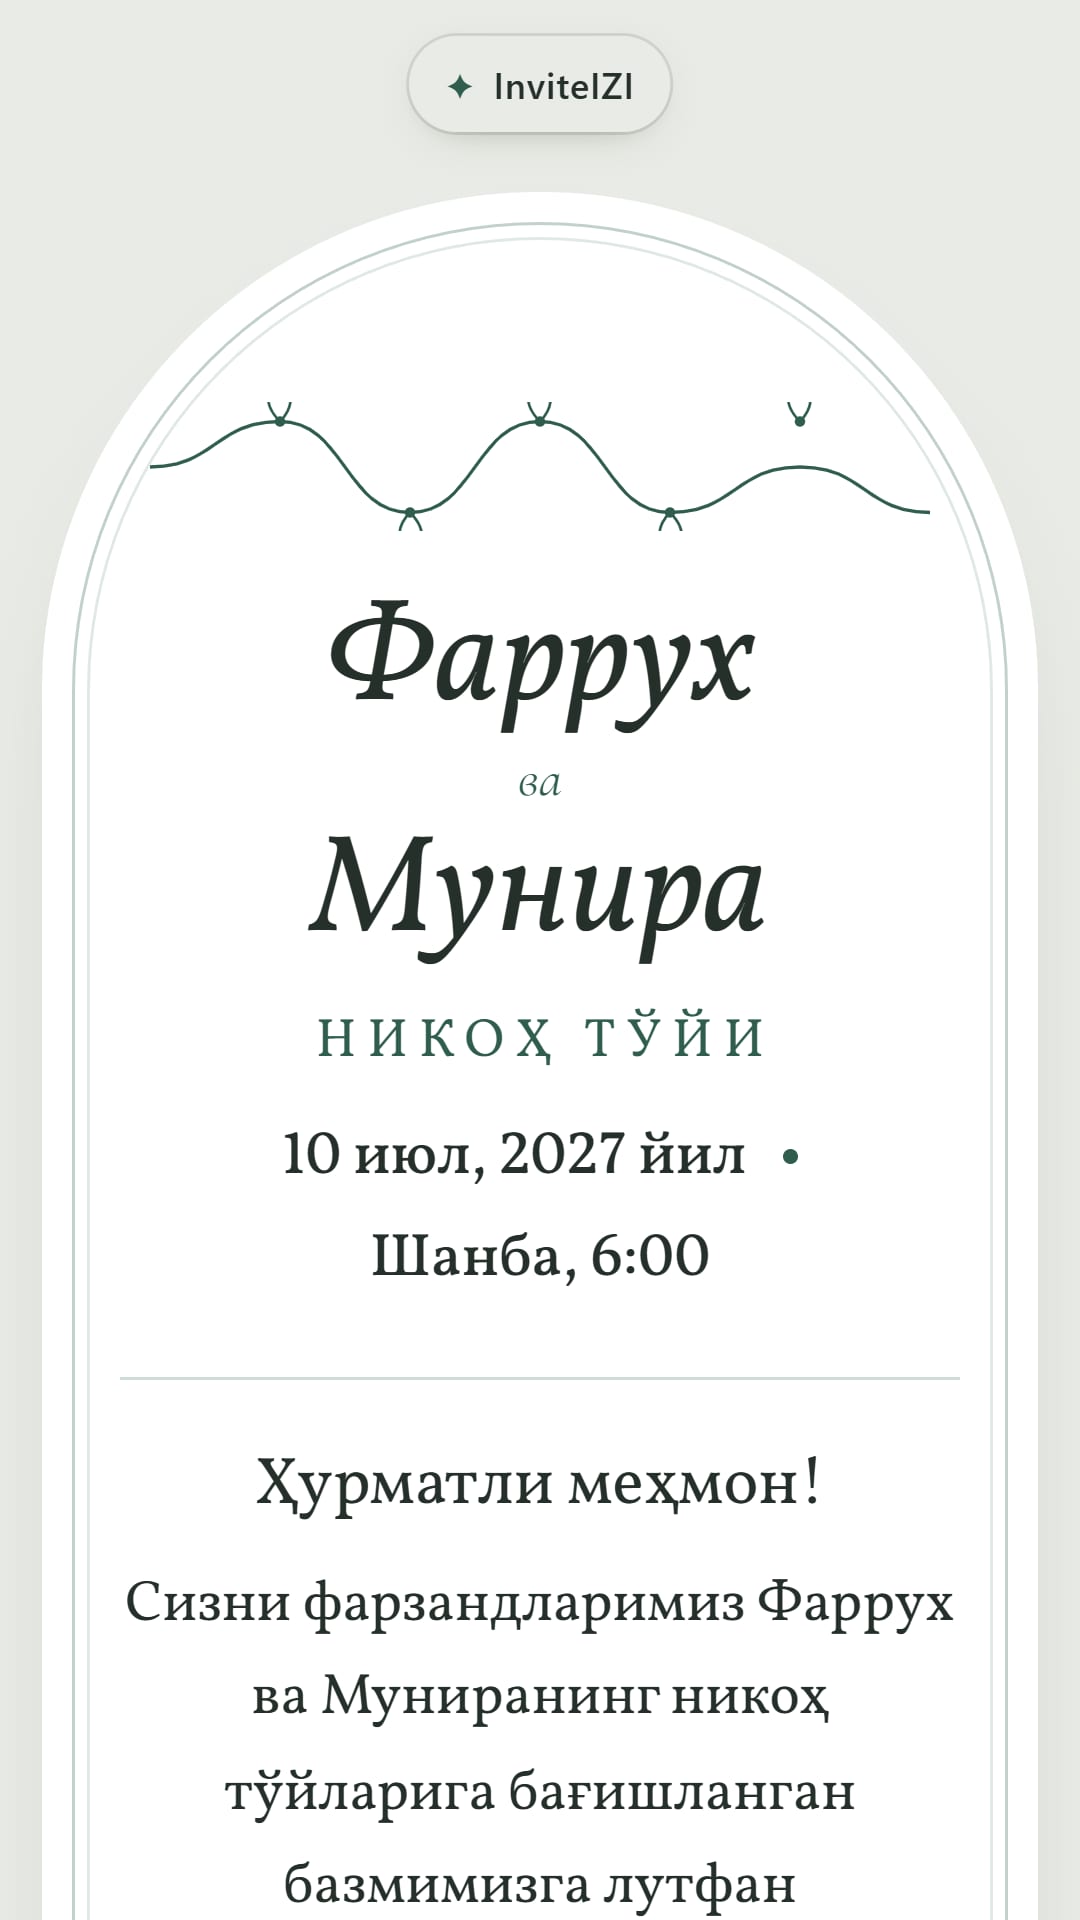 InviteIZI
Фаррух
ва
Мунира
НИКОҲ ТЎЙИ
10 июл, 2027 йил •
Шанба, 6:00
Ҳурматли меҳмон!
Сизни фарзандларимиз Фаррух
ва Муниранинг никоҳ
тўйларига бағишланган
базмимизга лутфан